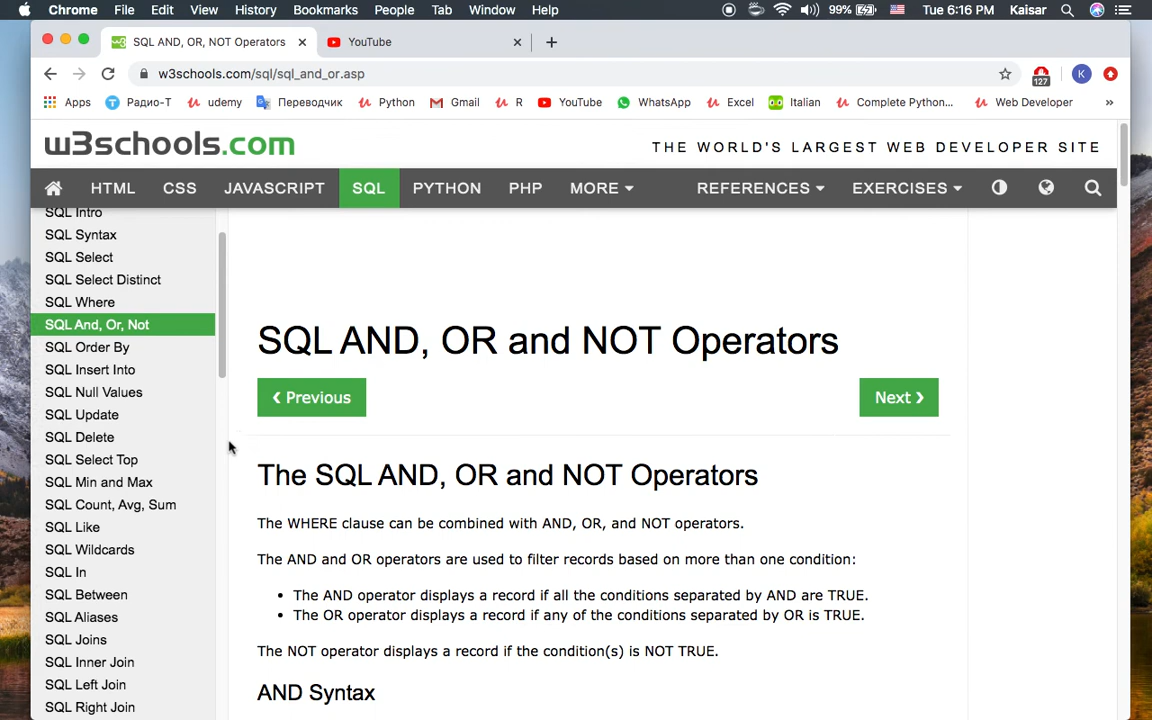 Chrome File Edit View History Bookmarks People Tab Window Help 99% Tue 6:16 PM Kaisar
SQL AND, OR, NOT Operators YouTube
w3schools.com/sql/sql_and_or.asp 127 K
Apps Радио-Т udemy Переводчик Python Gmail R YouTube WhatsApp Excel Italian Complete Python... Web Developer »
w3schools.com THE WORLD'S LARGEST WEB DEVELOPER SITE
HTML CSS JAVASCRIPT SQL PYTHON PHP MORE REFERENCES EXERCISES
SQL Intro
SQL Syntax
SQL Select
SQL Select Distinct
SQL Where
SQL And, Or, Not
SQL Order By
SQL Insert Into
SQL Null Values
SQL Update
SQL Delete
SQL Select Top
SQL Min and Max
SQL Count, Avg, Sum
SQL Like
SQL Wildcards
SQL In
SQL Between
SQL Aliases
SQL Joins
SQL Inner Join
SQL Left Join
SQL Right Join
SQL AND, OR and NOT Operators
❮ Previous Next ❯
The SQL AND, OR and NOT Operators
The WHERE clause can be combined with AND, OR, and NOT operators.
The AND and OR operators are used to filter records based on more than one condition:
• The AND operator displays a record if all the conditions separated by AND are TRUE.
• The OR operator displays a record if any of the conditions separated by OR is TRUE.
The NOT operator displays a record if the condition(s) is NOT TRUE.
AND Syntax